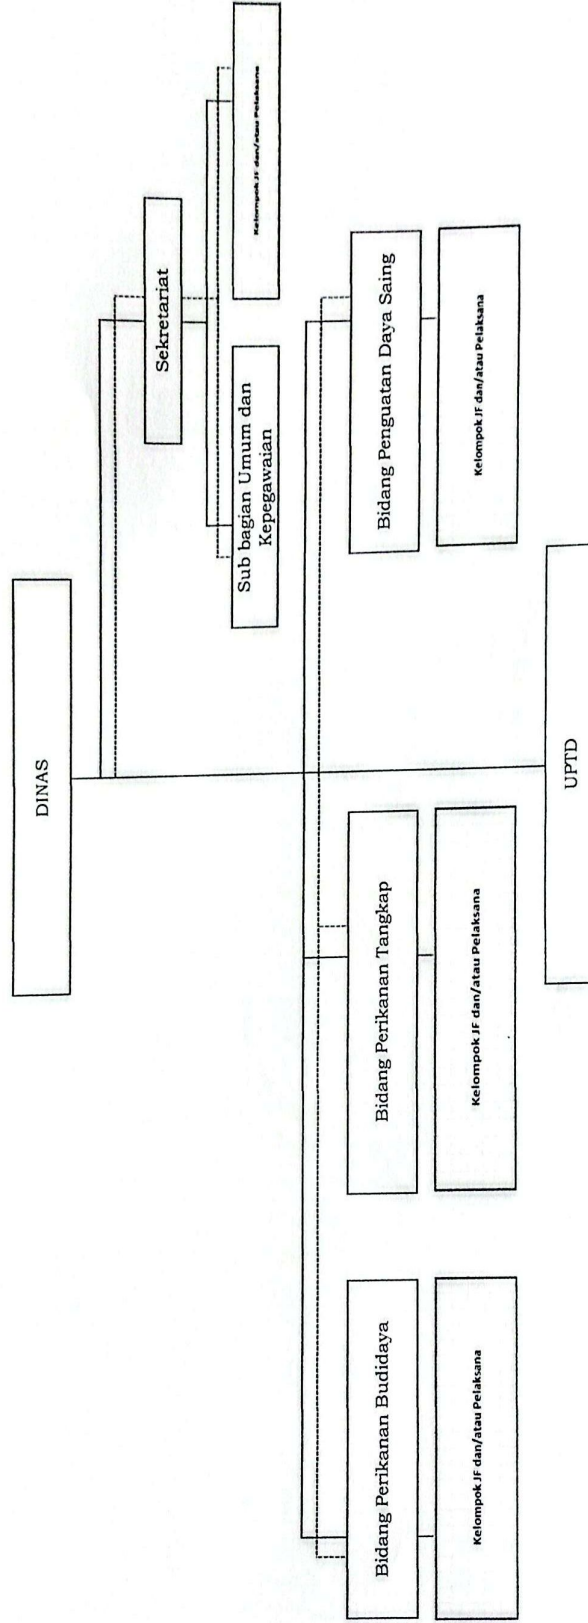 DINAS
Sekretariat
Sub bagian Umum dan
Kepegawaian
Kelompok JF dan/atau Pelaksana
Bidang Perikanan Budidaya
Bidang Perikanan Tangkap
Bidang Penguatan Daya Saing
Kelompok JF dan/atau Pelaksana
Kelompok JF dan/atau Pelaksana
Kelompok JF dan/atau Pelaksana
UPTD